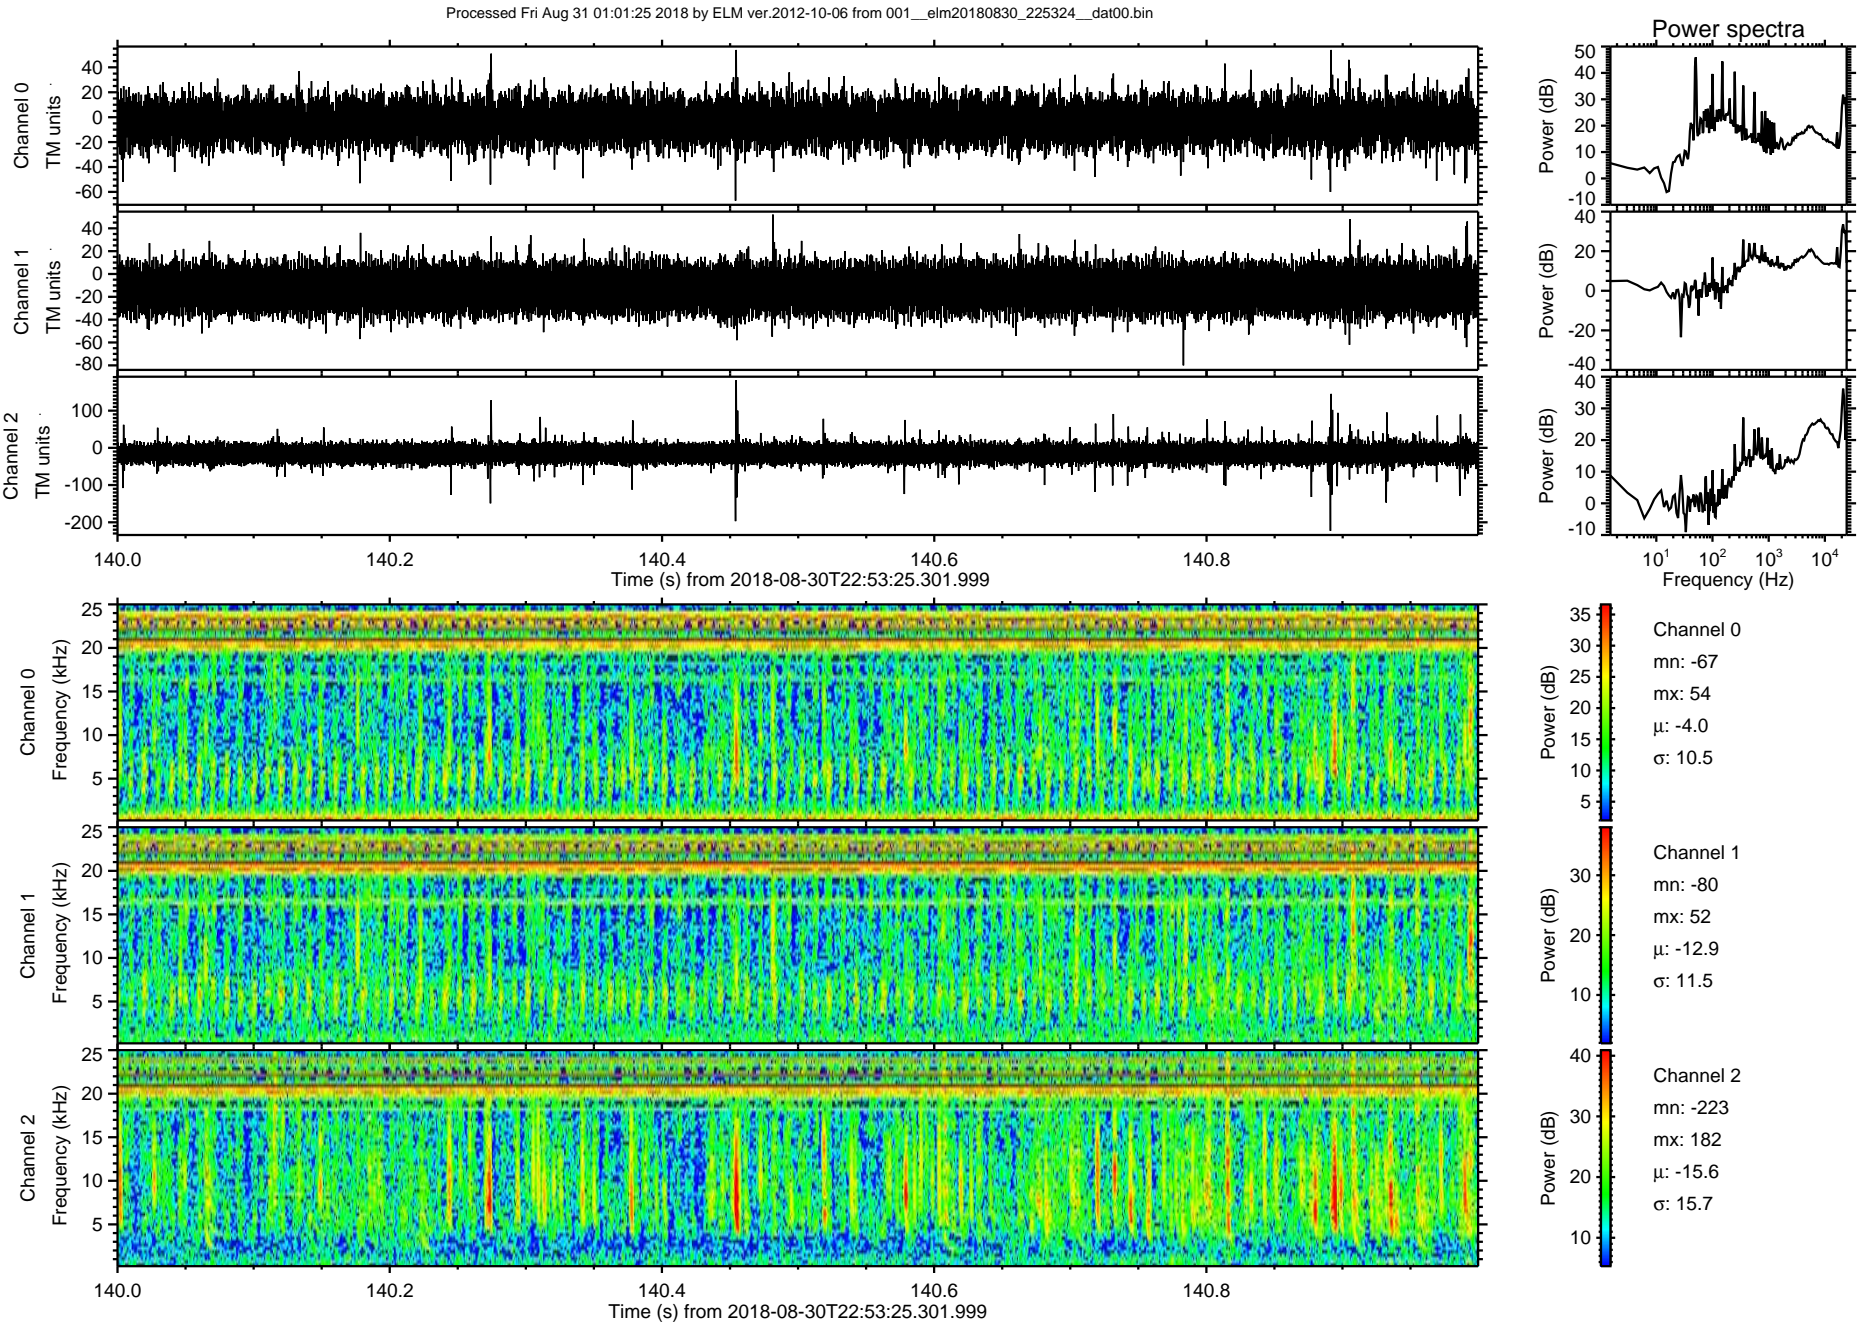 Processed Fri Aug 31 01:01:25 2018 by ELM ver.2012-10-06 from 001__elm20180830_225324__dat00.bin
Power spectra
Channel 0
TM units
40
20
0
-20
-40
-60
Power (dB)
50
40
30
20
10
0
-10
Channel 1
TM units
40
20
0
-20
-40
-60
-80
Power (dB)
40
20
0
-20
-40
Channel 2
TM units
100
0
-100
-200
Power (dB)
40
30
20
10
0
-10
140.0 140.2 140.4 140.6 140.8
Time (s) from 2018-08-30T22:53:25.301.999
10^1 10^2 10^3 10^4
Frequency (Hz)
Channel 0
Frequency (kHz)
25
20
15
10
5
Power (dB)
35
30
25
20
15
10
5
Channel 0
mn: -67
mx: 54
μ: -4.0
σ: 10.5
Channel 1
Frequency (kHz)
25
20
15
10
5
Power (dB)
30
20
10
Channel 1
mn: -80
mx: 52
μ: -12.9
σ: 11.5
Channel 2
Frequency (kHz)
25
20
15
10
5
Power (dB)
40
30
20
10
Channel 2
mn: -223
mx: 182
μ: -15.6
σ: 15.7
140.0 140.2 140.4 140.6 140.8
Time (s) from 2018-08-30T22:53:25.301.999